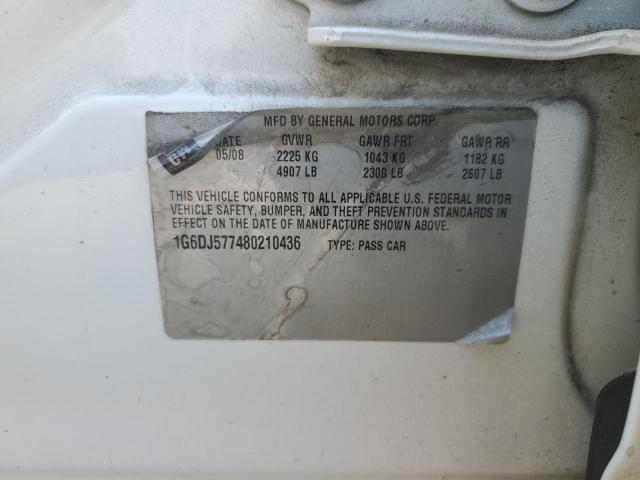 MFD BY GENERAL MOTORS CORP.
DATE GVWR GAWR FRT GAWR RR
05/08 2225 KG 1043 KG 1182 KG
4907 LB 2300 LB 2607 LB
THIS VEHICLE CONFORMS TO ALL APPLICABLE U.S. FEDERAL MOTOR
VEHICLE SAFETY, BUMPER, AND THEFT PREVENTION STANDARDS IN
EFFECT ON THE DATE OF MANUFACTURE SHOWN ABOVE.
1G6DJ577480210436 TYPE: PASS CAR